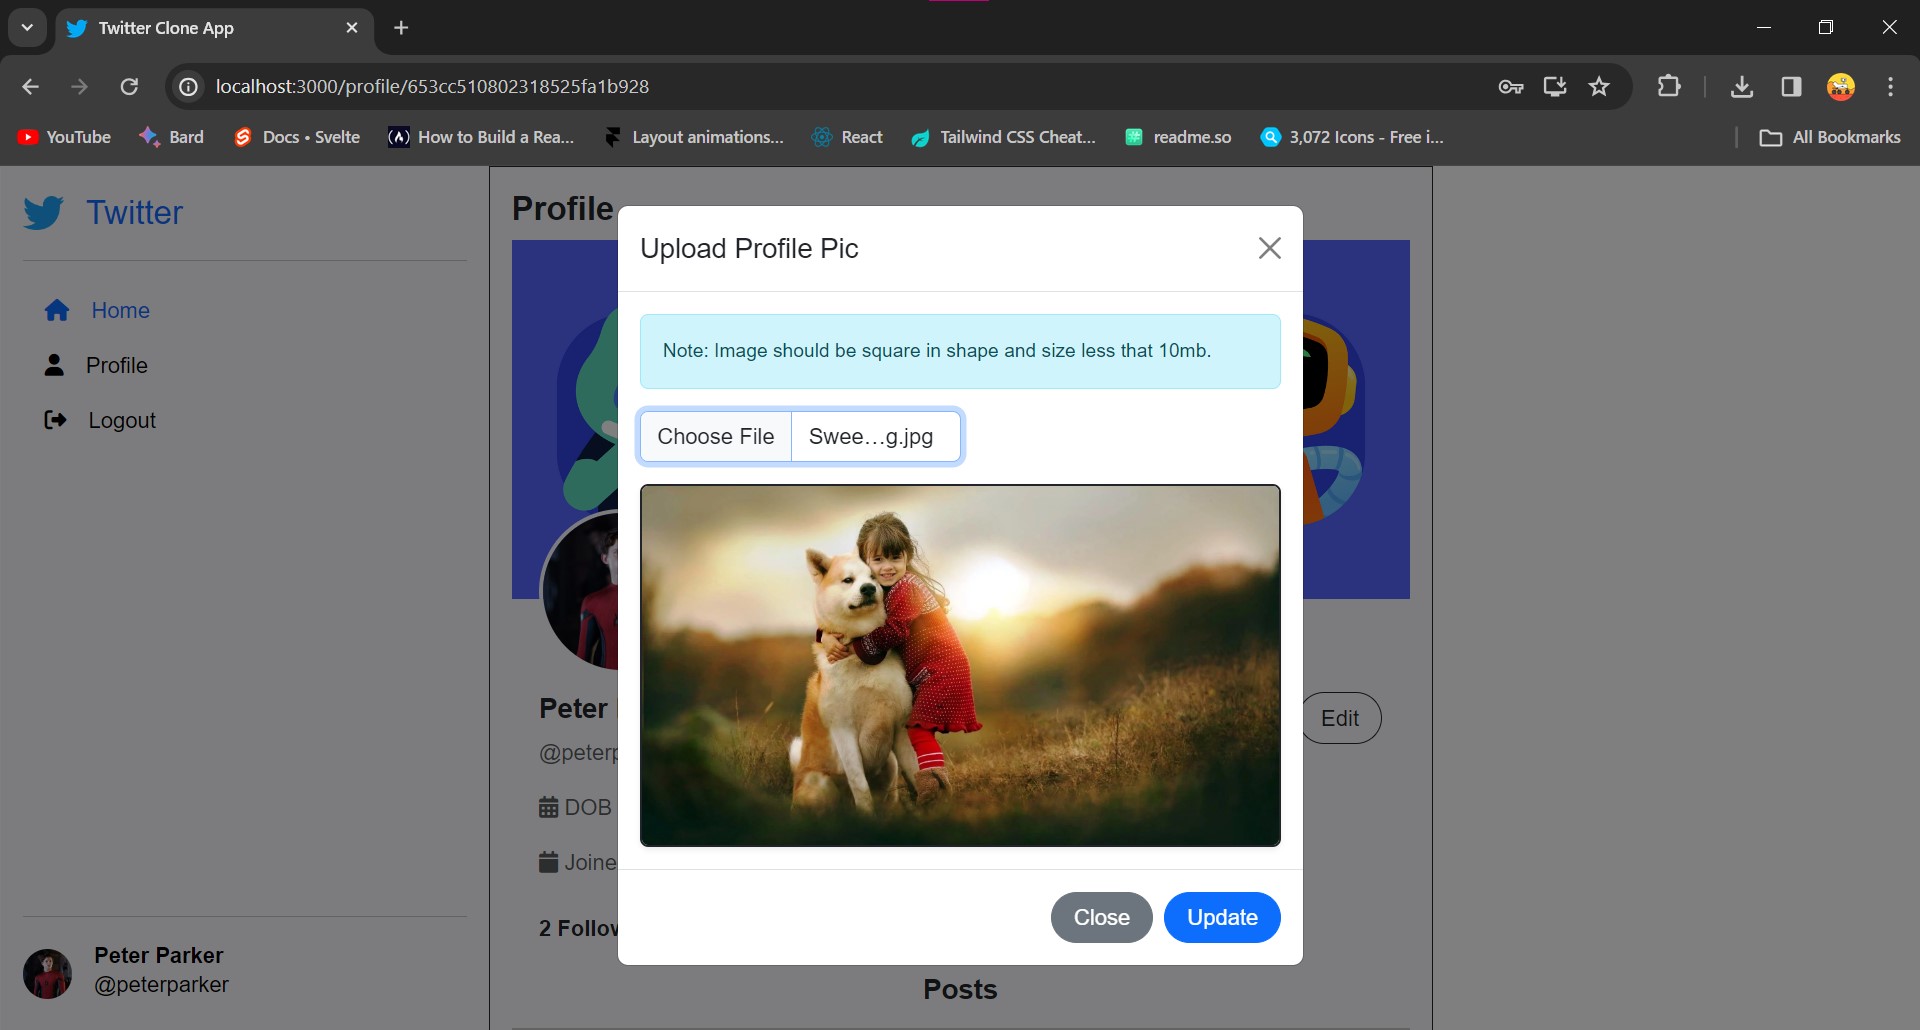 Twitter Clone App
localhost:3000/profile/653cc510802318525fa1b928
YouTube
Bard
Docs • Svelte
How to Build a Rea...
Layout animations...
React
Tailwind CSS Cheat...
readme.so
3,072 Icons - Free i...
All Bookmarks
Twitter
Home
Profile
Logout
Peter Parker
@peterparker
Profile
Upload Profile Pic
Note: Image should be square in shape and size less that 10mb.
Choose File
Swee...g.jpg
Close
Update
Peter
@peterp
DOB
Joine
2 Follow
Edit
Posts